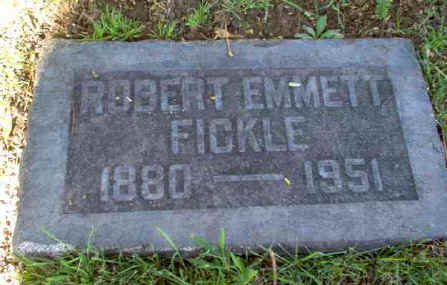 ROBERT EMMETT
FICKLE
1880 — 1951